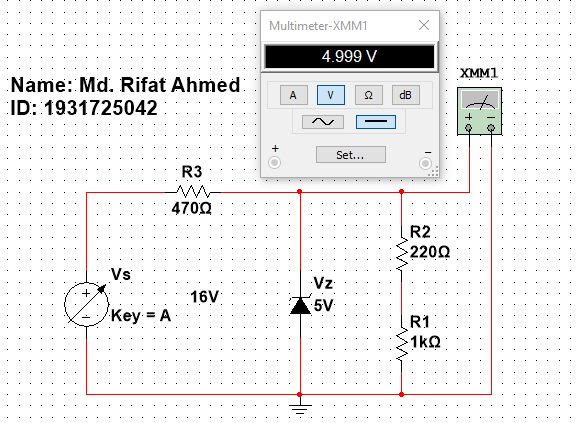 Multimeter-XMM1
4.999 V
Name: Md. Rifat Ahmed
ID: 1931725042
XMM1
A V Ω dB
+ −
Set...
+ −
R3
470Ω
R2
220Ω
Vs
+
−
Key = A
16V
Vz
5V
R1
1kΩ